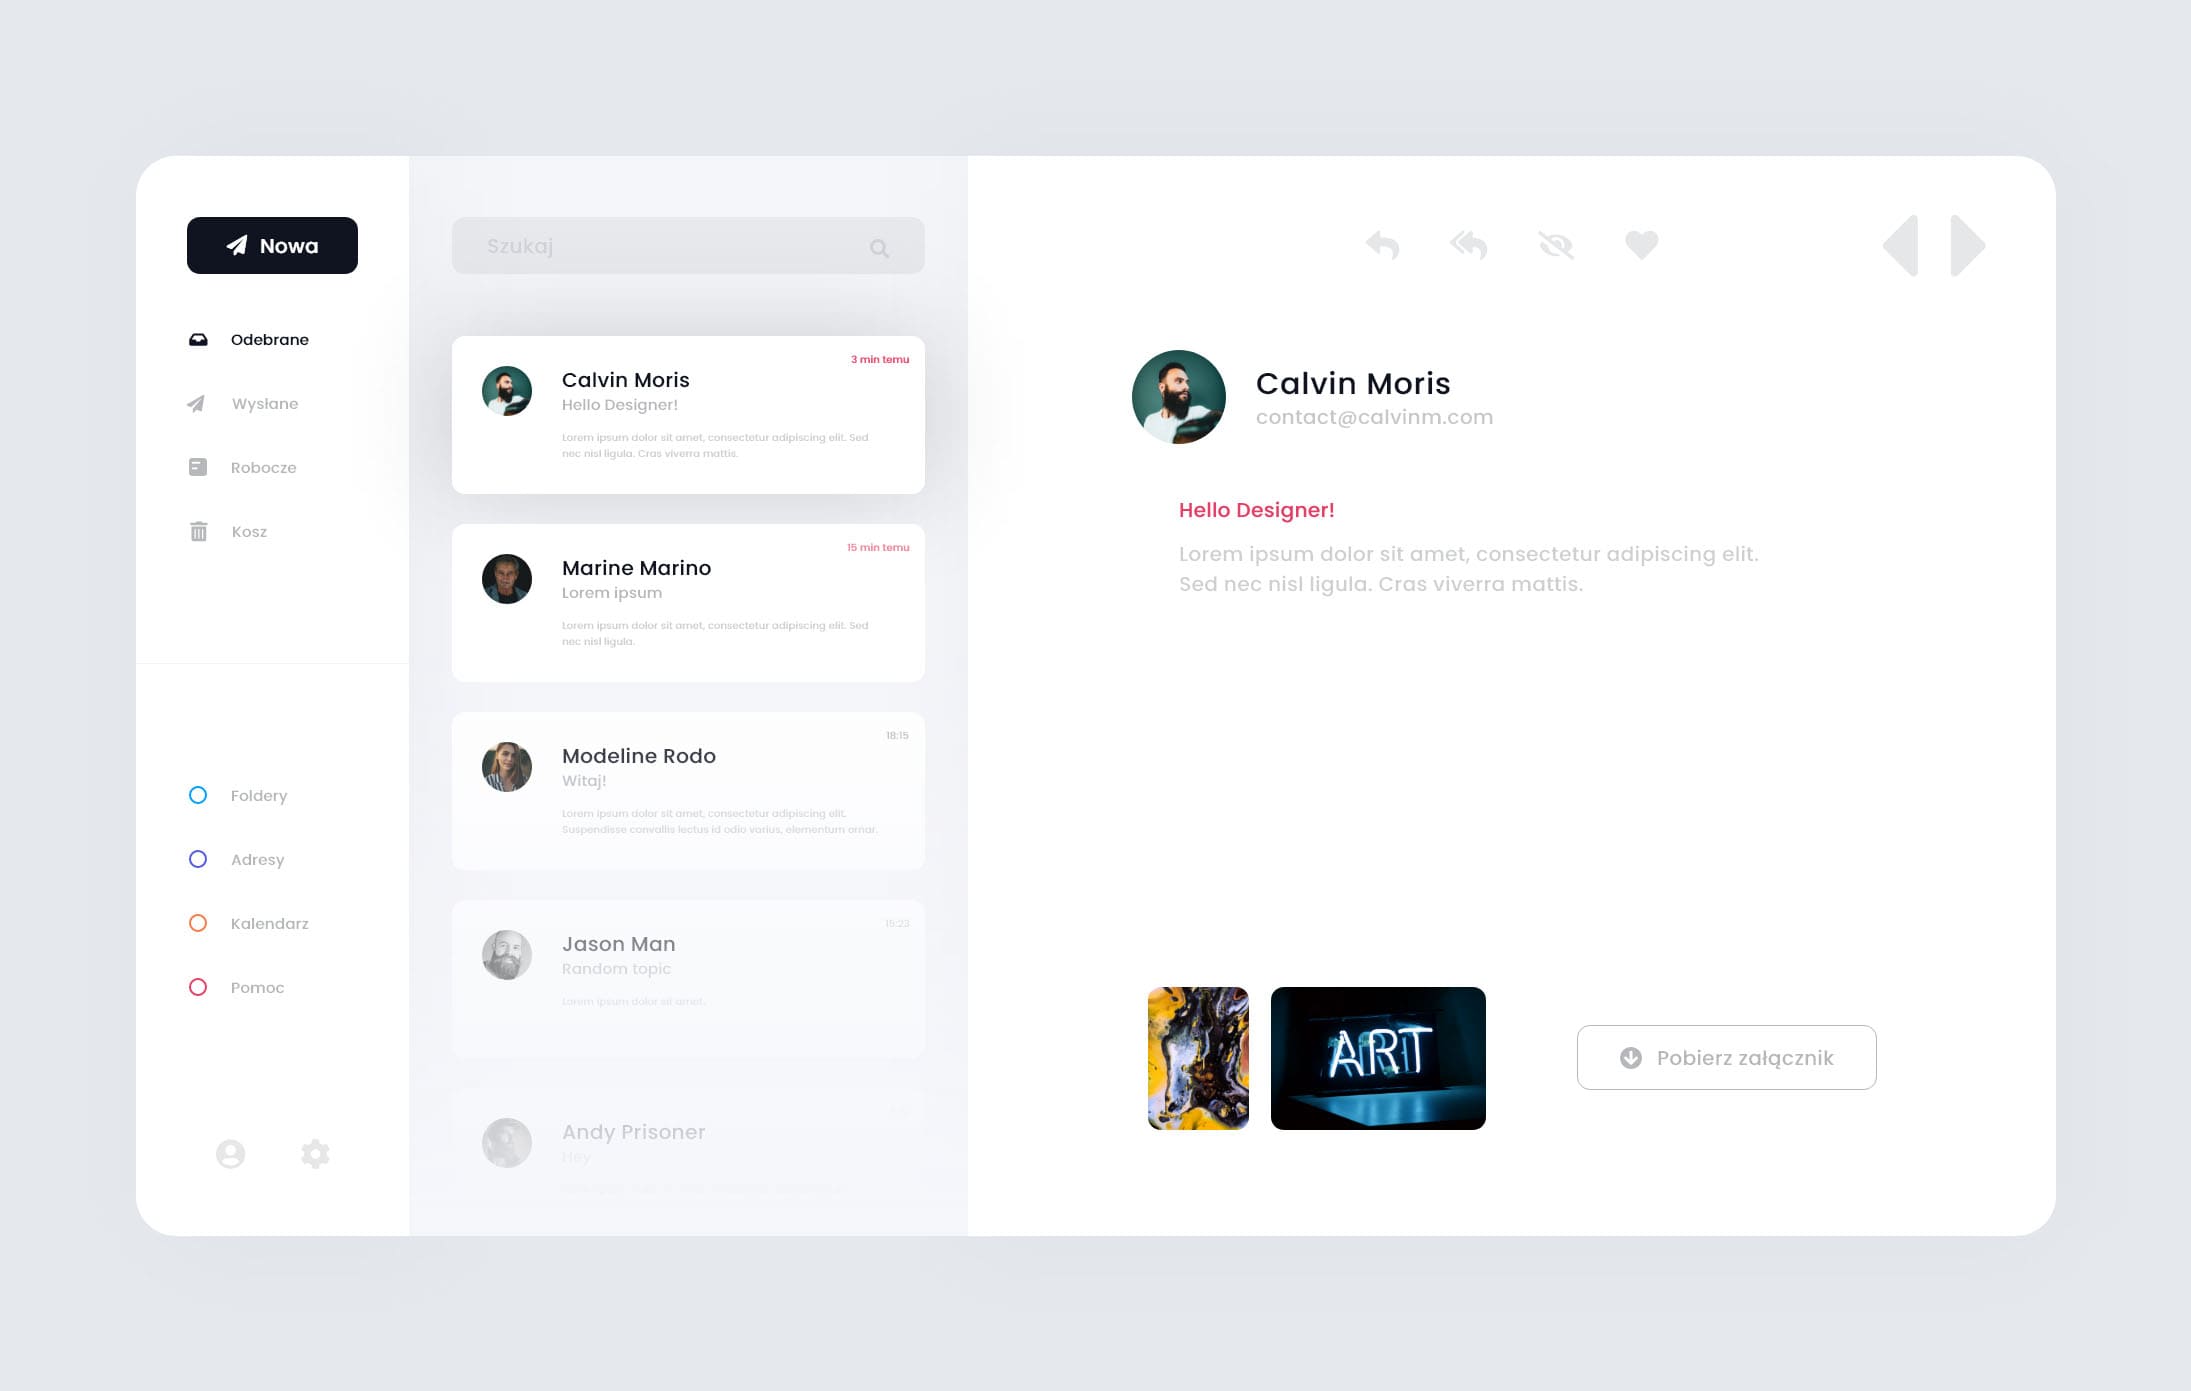 Nowa
Odebrane
Wysłane
Robocze
Kosz
Foldery
Adresy
Kalendarz
Pomoc
Szukaj
3 min temu
Calvin Moris
Hello Designer!
Lorem ipsum dolor sit amet, consectetur adipiscing elit. Sed
nec nisl ligula. Cras viverra mattis.
15 min temu
Marine Marino
Lorem ipsum
Lorem ipsum dolor sit amet, consectetur adipiscing elit. Sed
nec nisl ligula.
18:15
Modeline Rodo
Witaj!
Lorem ipsum dolor sit amet, consectetur adipiscing elit.
Suspendisse convallis lectus id odio varius, elementum ornar.
15:23
Jason Man
Random topic
Lorem ipsum dolor sit amet.
Andy Prisoner
Hey
Calvin Moris
contact@calvinm.com
Hello Designer!
Lorem ipsum dolor sit amet, consectetur adipiscing elit.
Sed nec nisl ligula. Cras viverra mattis.
ART
Pobierz załącznik